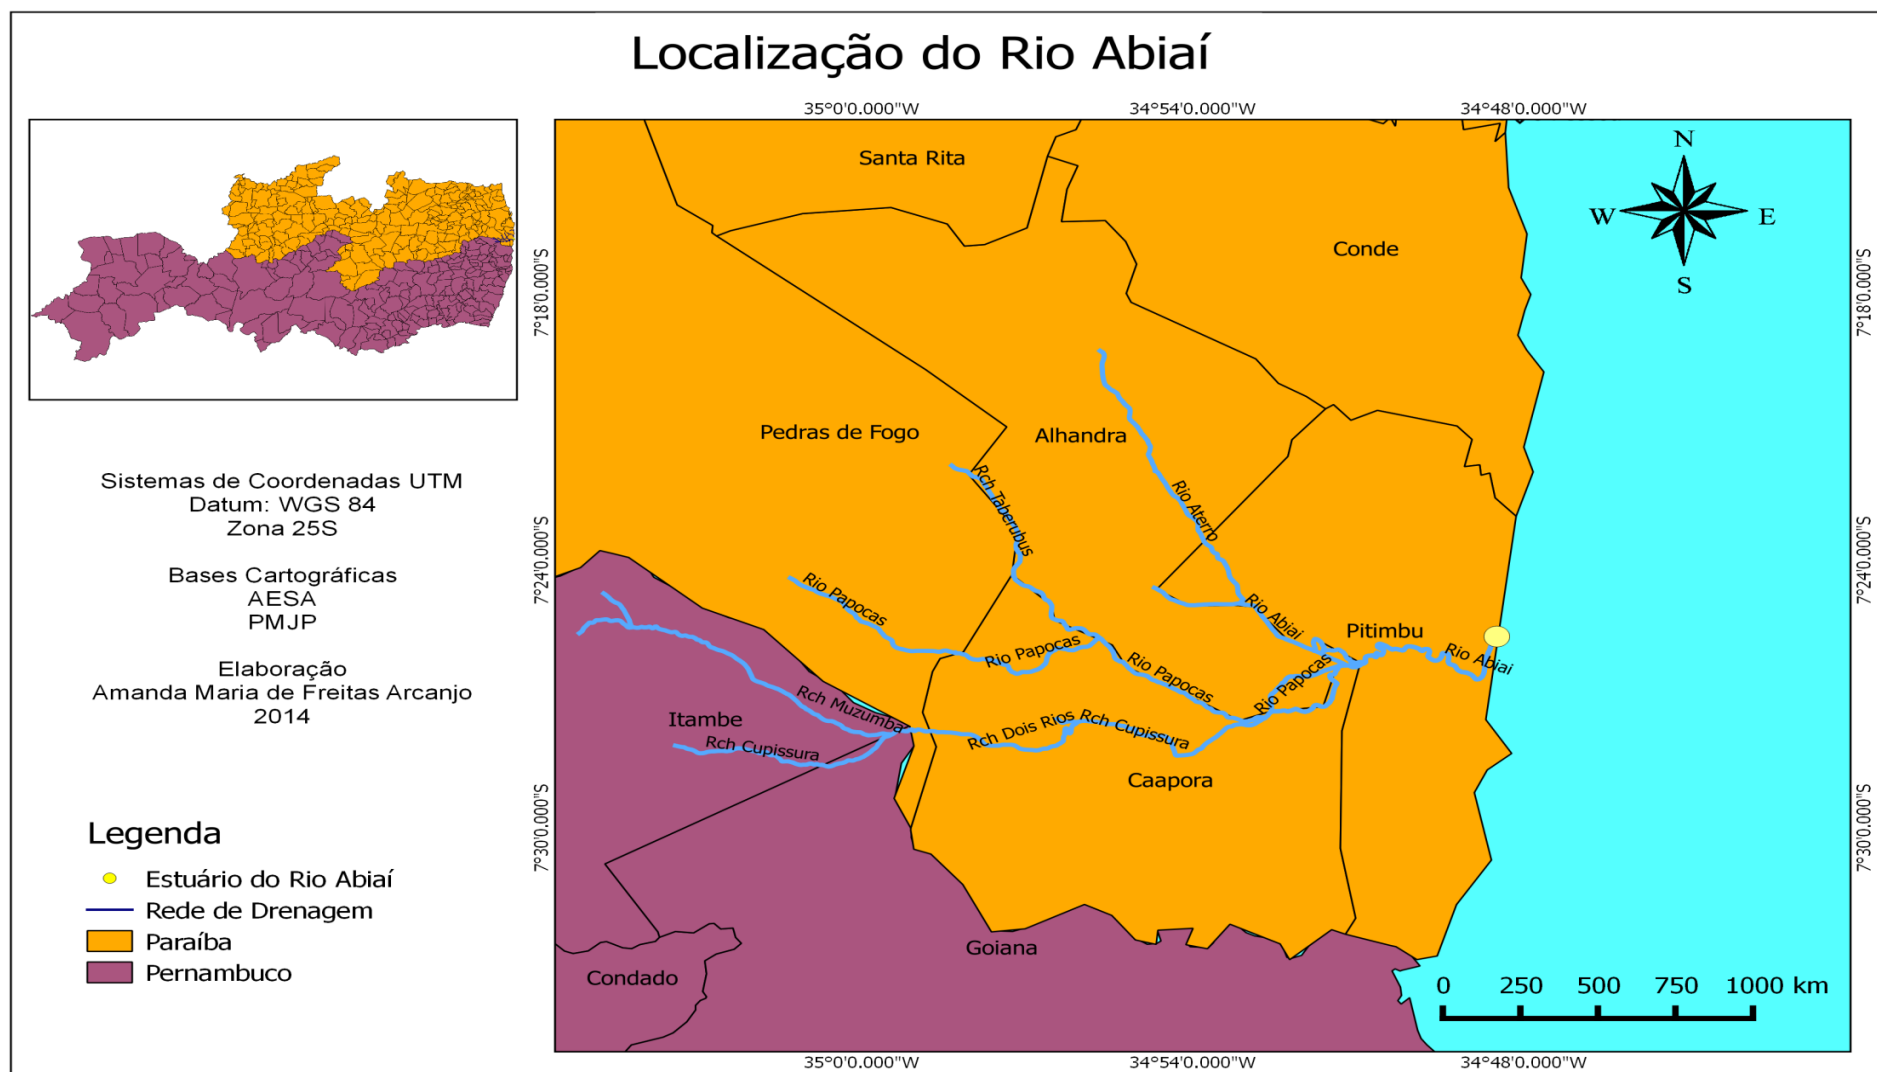 Localização do Rio Abiaí
35°0'0.000"W
34°54'0.000"W
34°48'0.000"W
N
W
E
S
7°18'0.000"S
7°18'0.000"S
7°24'0.000"S
7°24'0.000"S
7°30'0.000"S
7°30'0.000"S
Santa Rita
Conde
Pedras de Fogo
Alhandra
Rch Taberubus
Rio Aterro
Rio Papocas
Rio Abiai
Pitimbu
Rio Papocas
Rio Papocas
Rio Papocas
Rio Abiai
Rch Muzumba
Itambe
Rch Cupissura
Rch Dois Rios
Rch Cupissura
Caapora
Goiana
Condado
0 250 500 750 1000 km
35°0'0.000"W
34°54'0.000"W
34°48'0.000"W
Sistemas de Coordenadas UTM
Datum: WGS 84
Zona 25S
Bases Cartográficas
AESA
PMJP
Elaboração
Amanda Maria de Freitas Arcanjo
2014
Legenda
Estuário do Rio Abiaí
Rede de Drenagem
Paraíba
Pernambuco